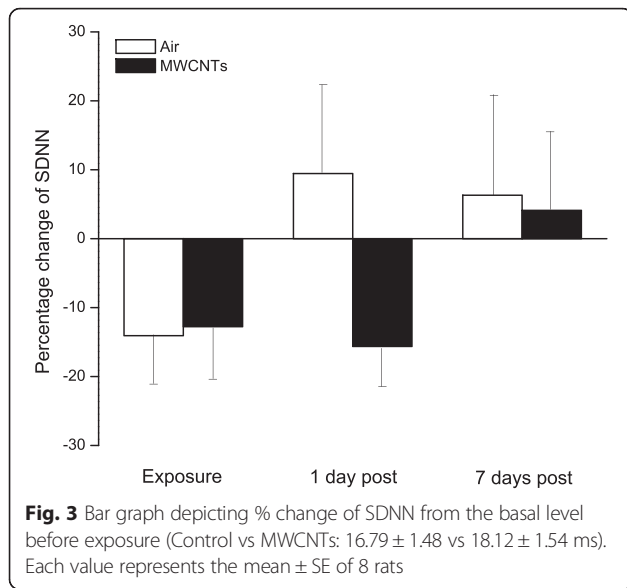 30
Air
MWCNTs
20
10
0
-10
-20
-30
Percentage change of SDNN
Exposure 1 day post 7 days post
Fig. 3 Bar graph depicting % change of SDNN from the basal level
before exposure (Control vs MWCNTs: 16.79 ± 1.48 vs 18.12 ± 1.54 ms).
Each value represents the mean ± SE of 8 rats